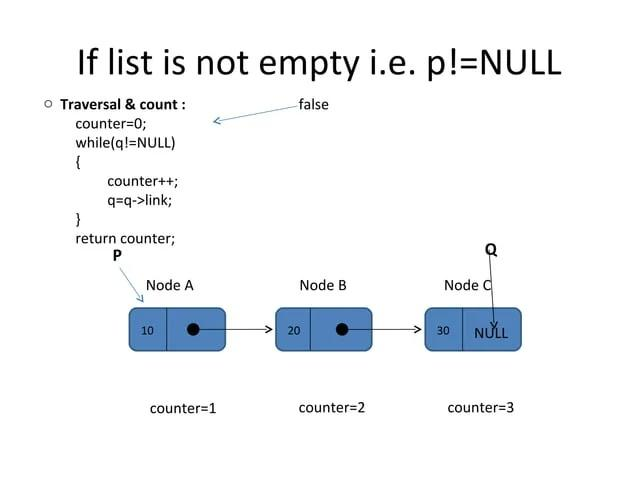 If list is not empty i.e. p!=NULL
○ Traversal & count :
false
counter=0;
while(q!=NULL)
{
counter++;
q=q->link;
}
return counter;
P
Q
Node A
Node B
Node C
10
20
30
NULL
counter=1
counter=2
counter=3